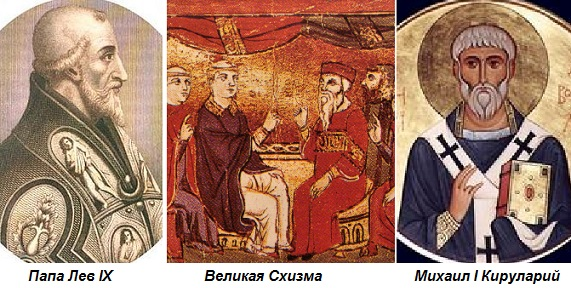 Папа Лев IX
Великая Схизма
Михаил I Кируларий